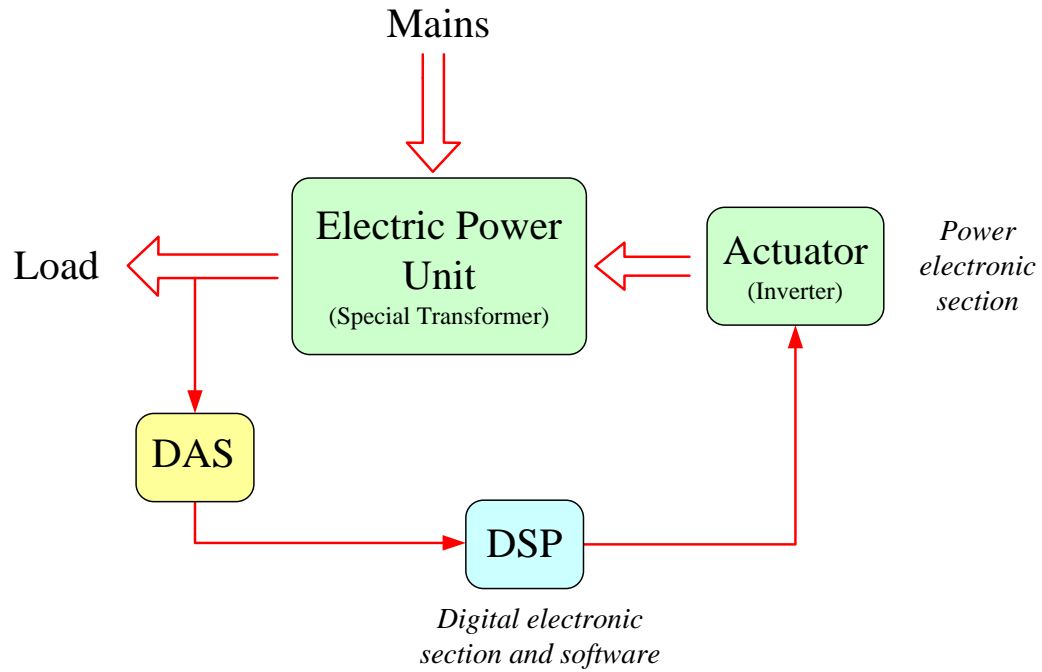 Mains
Electric Power
Unit
(Special Transformer)
Actuator
(Inverter)
Power
electronic
section
Load
DAS
DSP
Digital electronic
section and software